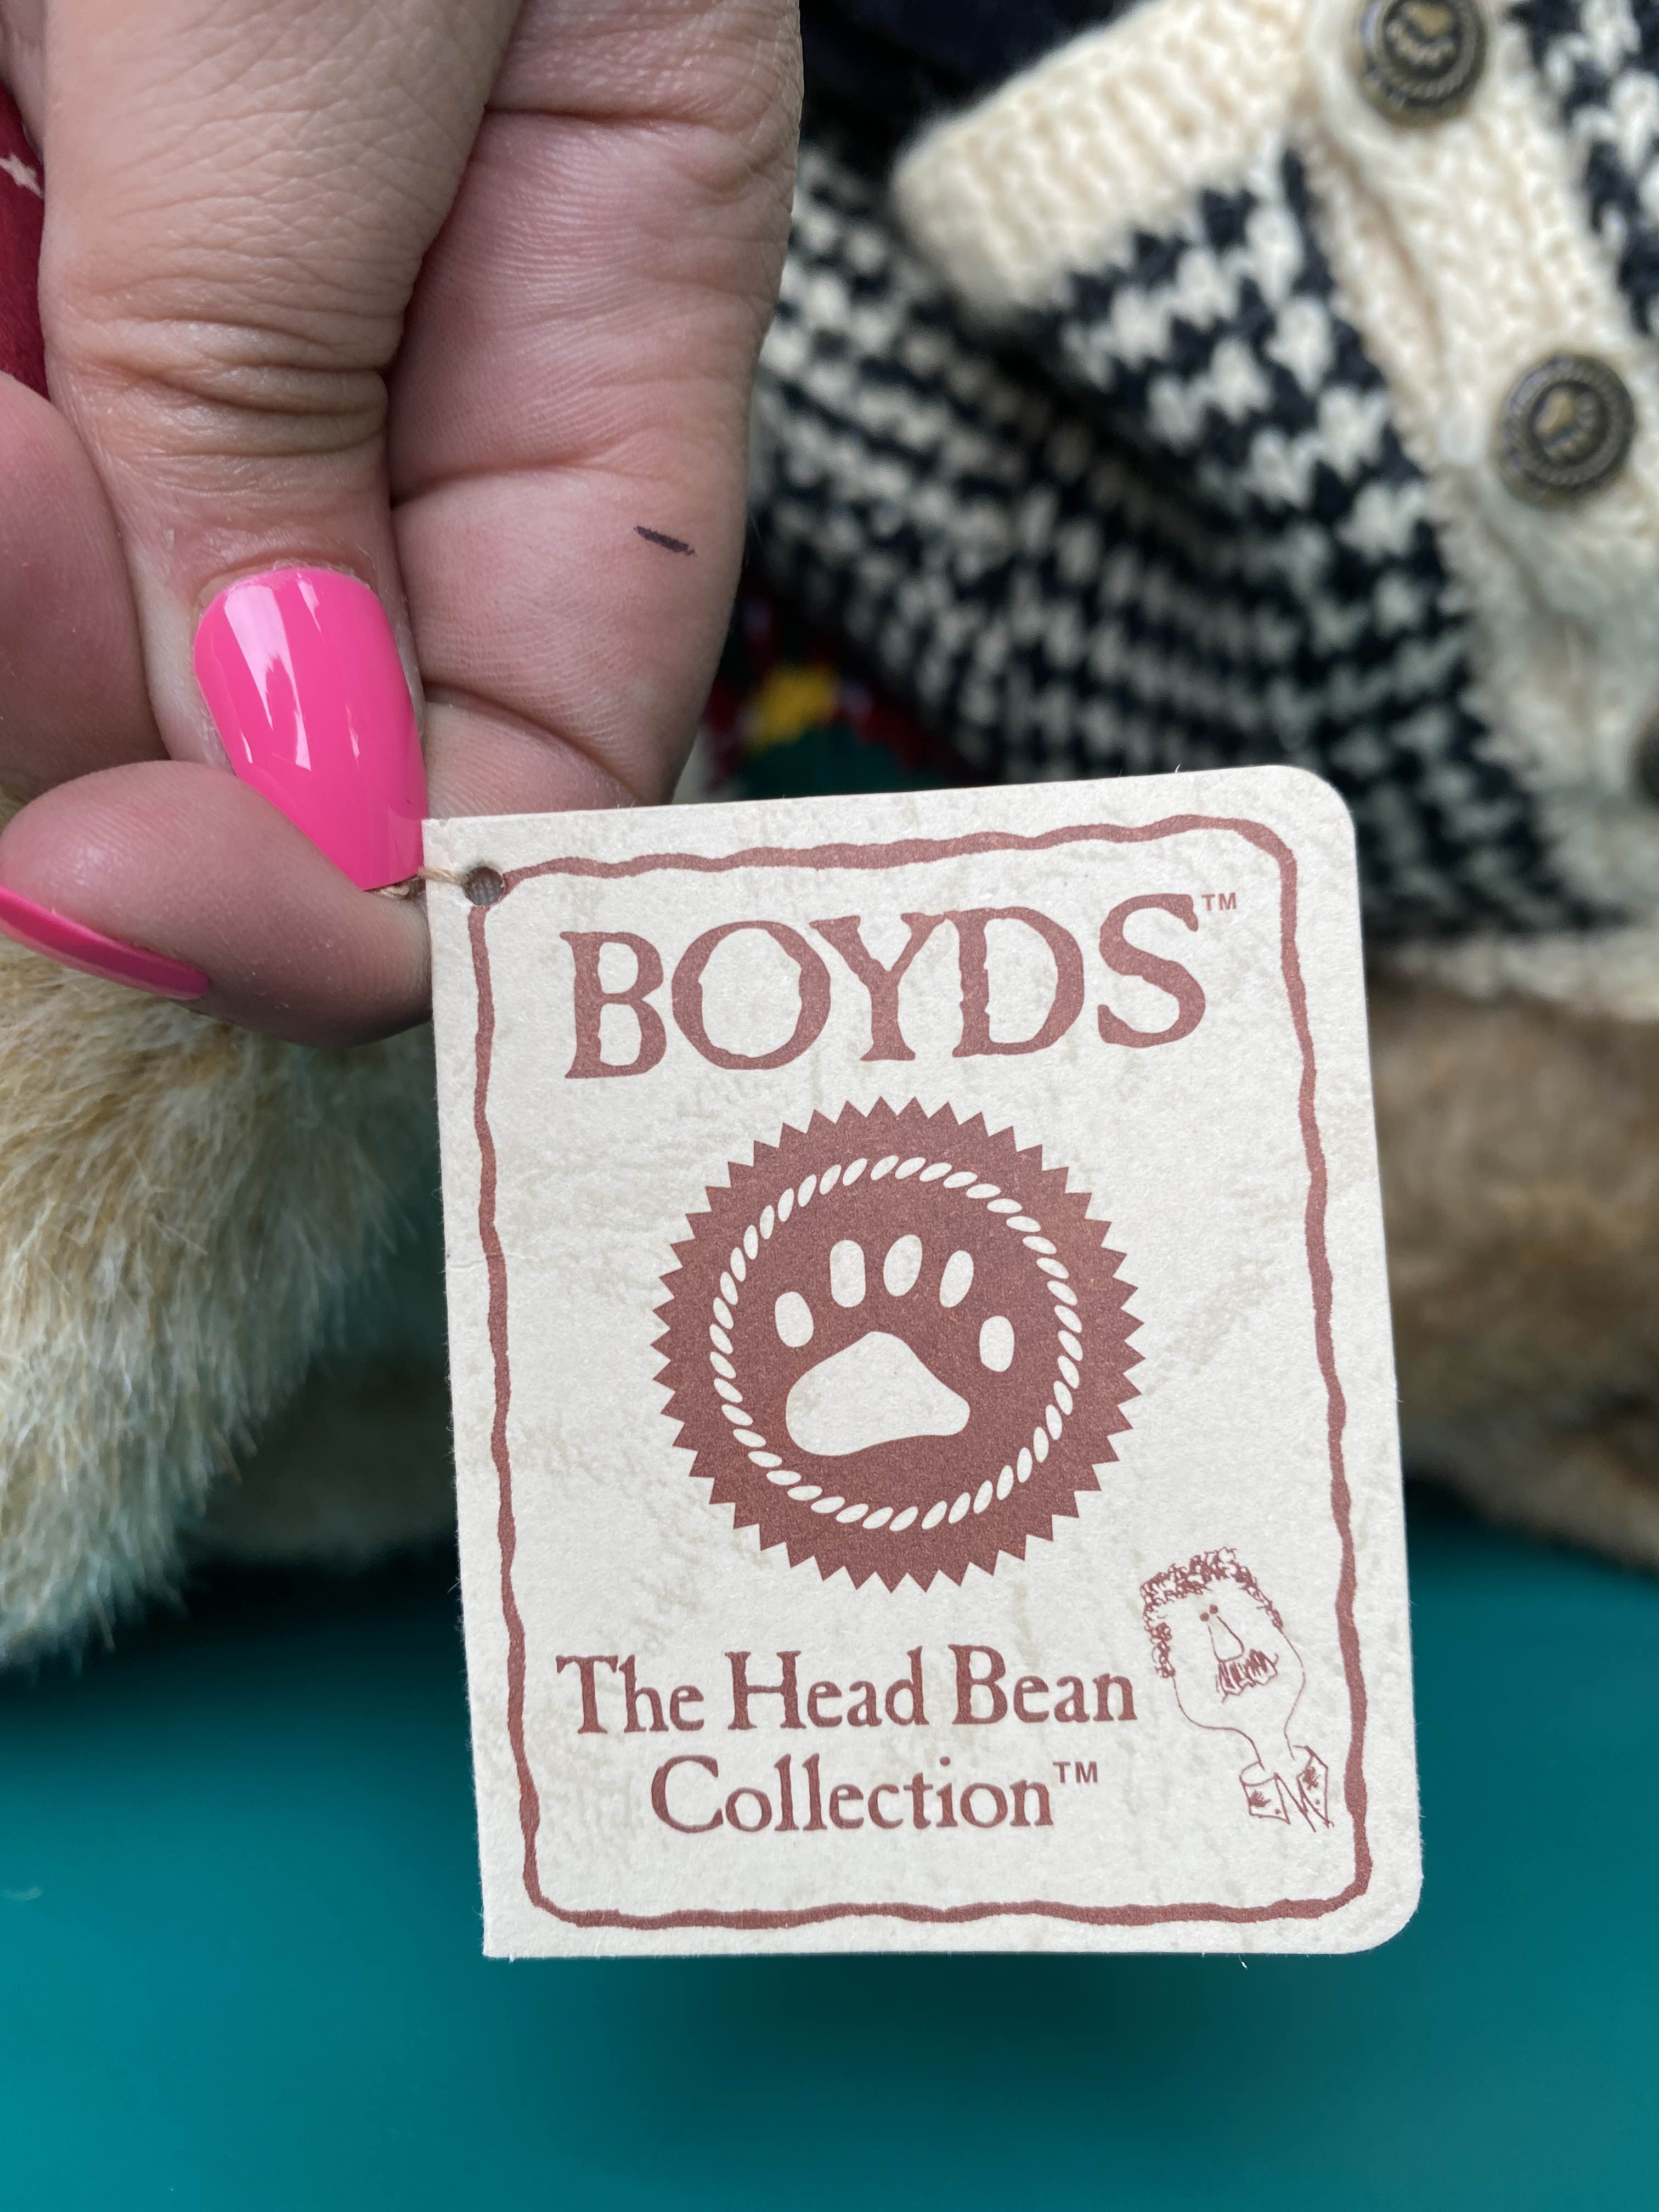 BOYDS™
The Head Bean
Collection™